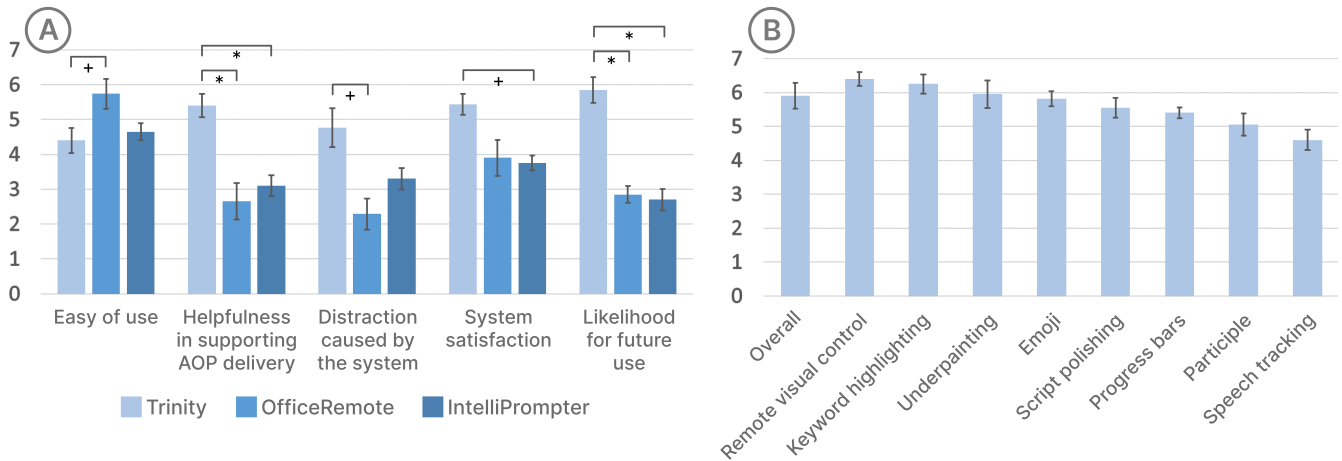 A
7
6
5
4
3
2
1
0
+
*
*
+
+
*
*
Easy of use
Helpfulness
in supporting
AOP delivery
Distraction
caused by
the system
System
satisfaction
Likelihood
for future
use
Trinity
OfficeRemote
IntelliPrompter
B
7
6
5
4
3
2
1
0
Overall
Remote visual control
Keyword highlighting
Underpainting
Emoji
Script polishing
Progress bars
Participle
Speech tracking